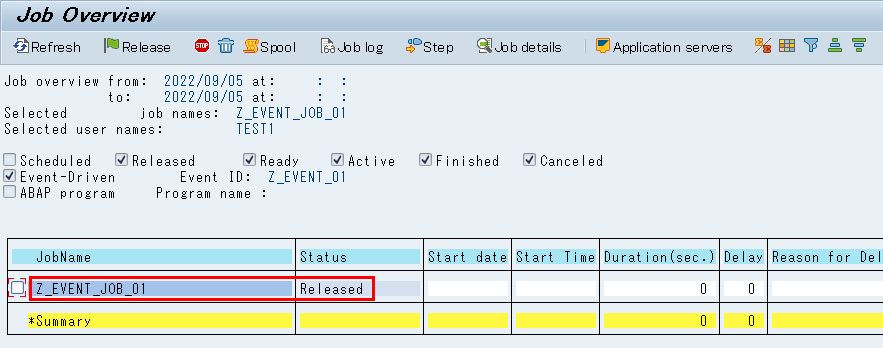 Job Overview
Refresh Release Spool Job log Step Job details Application servers
Job overview from: 2022/09/05 at: : :
to: 2022/09/05 at: : :
Selected job names: Z_EVENT_JOB_01
Selected user names: TEST1
Scheduled Released Ready Active Finished Canceled
Event-Driven Event ID: Z_EVENT_01
ABAP program Program name :
JobName Status Start date Start Time Duration(sec.) Delay Reason for Del
Z_EVENT_JOB_01 Released 0 0
*Summary 0 0